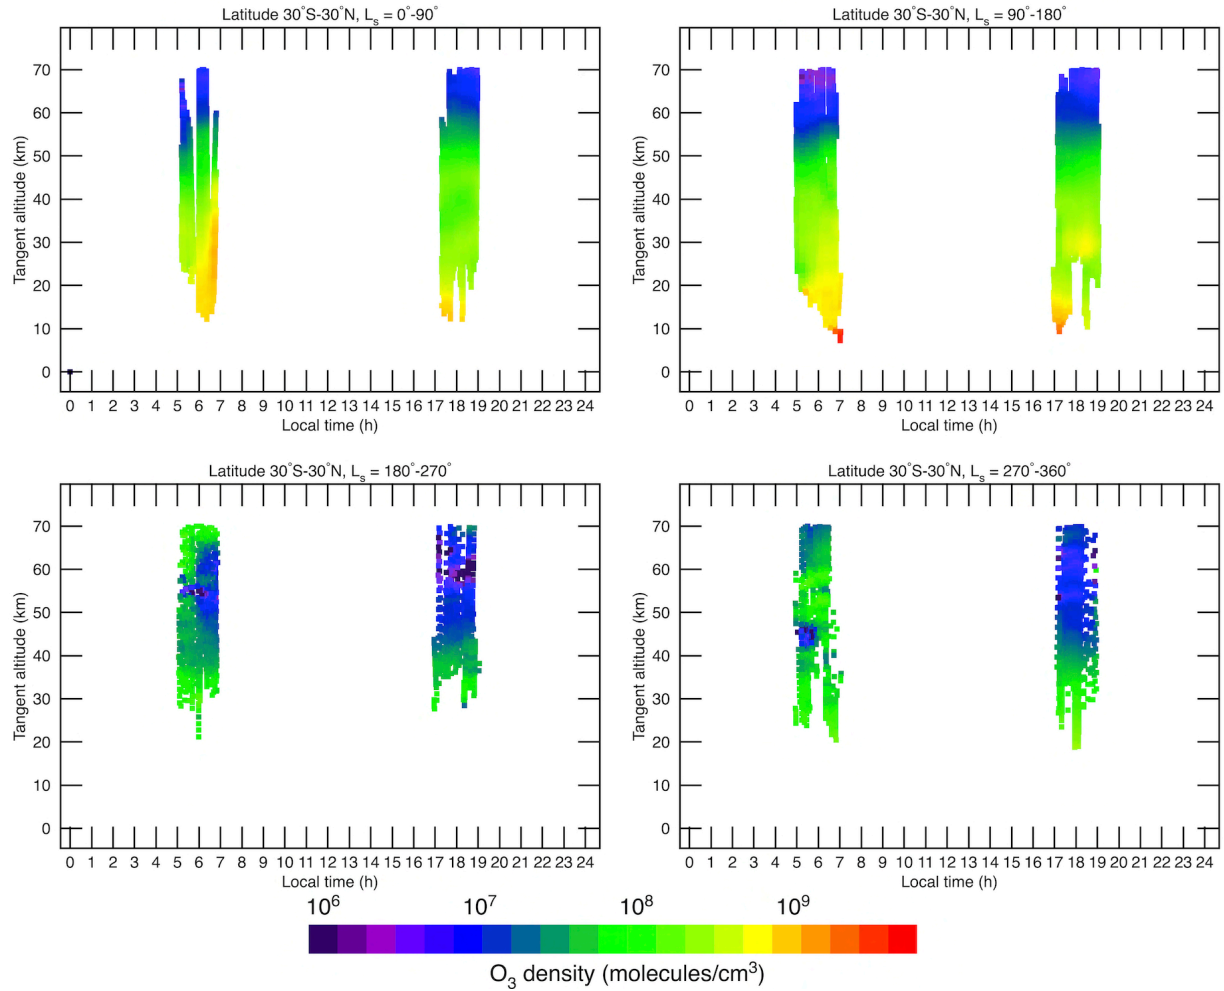 Latitude 30°S-30°N, Ls = 0°-90°
Latitude 30°S-30°N, Ls = 90°-180°
Tangent altitude (km)
70
60
50
40
30
20
10
0
0 1 2 3 4 5 6 7 8 9 10 11 12 13 14 15 16 17 18 19 20 21 22 23 24
Local time (h)
Tangent altitude (km)
70
60
50
40
30
20
10
0
0 1 2 3 4 5 6 7 8 9 10 11 12 13 14 15 16 17 18 19 20 21 22 23 24
Local time (h)
Latitude 30°S-30°N, Ls = 180°-270°
Latitude 30°S-30°N, Ls = 270°-360°
Tangent altitude (km)
70
60
50
40
30
20
10
0
0 1 2 3 4 5 6 7 8 9 10 11 12 13 14 15 16 17 18 19 20 21 22 23 24
Local time (h)
Tangent altitude (km)
70
60
50
40
30
20
10
0
0 1 2 3 4 5 6 7 8 9 10 11 12 13 14 15 16 17 18 19 20 21 22 23 24
Local time (h)
10⁶ 10⁷ 10⁸ 10⁹
O₃ density (molecules/cm³)